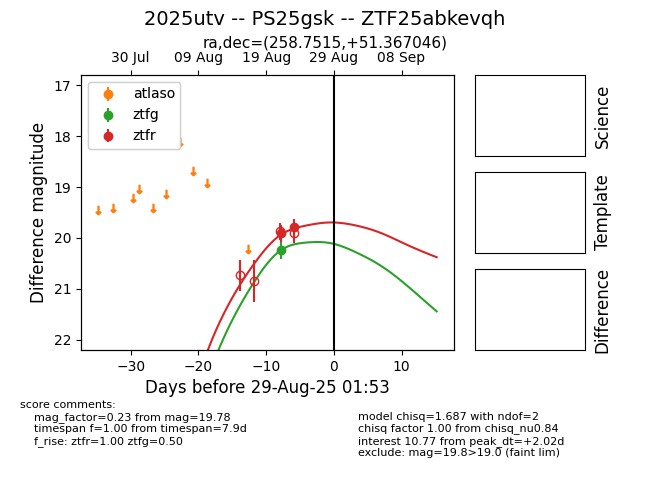 2025utv -- PS25gsk -- ZTF25abkevqh
ra,dec=(258.7515,+51.367046)
30 Jul 09 Aug 19 Aug 29 Aug 08 Sep
atlaso
ztfg
ztfr
17
18
19
20
21
22
Difference magnitude
−30 −20 −10 0 10
Days before 29-Aug-25 01:53
Science
Template
Difference
score comments:
mag_factor=0.23 from mag=19.78
timespan f=1.00 from timespan=7.9d
f_rise: ztfr=1.00 ztfg=0.50
model chisq=1.687 with ndof=2
chisq factor 1.00 from chisq_nu0.84
interest 10.77 from peak_dt=+2.02d
exclude: mag=19.8>19.0 (faint lim)